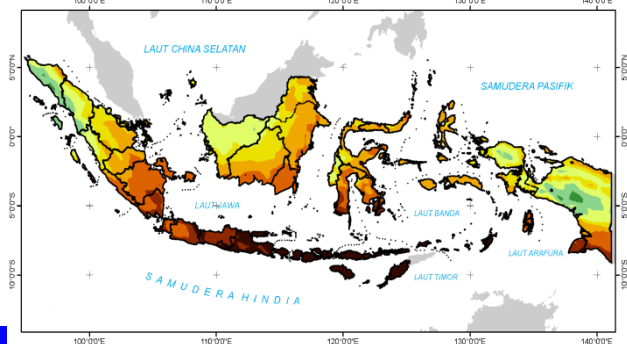 100°0'0"E 110°0'0"E 120°0'0"E 130°0'0"E 140°0'0"E
LAUT CHINA SELATAN
SAMUDERA PASIFIK
5°0'0"N 5°0'0"N
0°0'0" 0°0'0"
LAUT JAWA
LAUT BANDA
5°0'0"S 5°0'0"S
LAUT ARAFURA
LAUT TIMOR
10°0'0"S 10°0'0"S
SAMUDERA HINDIA
100°0'0"E 110°0'0"E 120°0'0"E 130°0'0"E 140°0'0"E